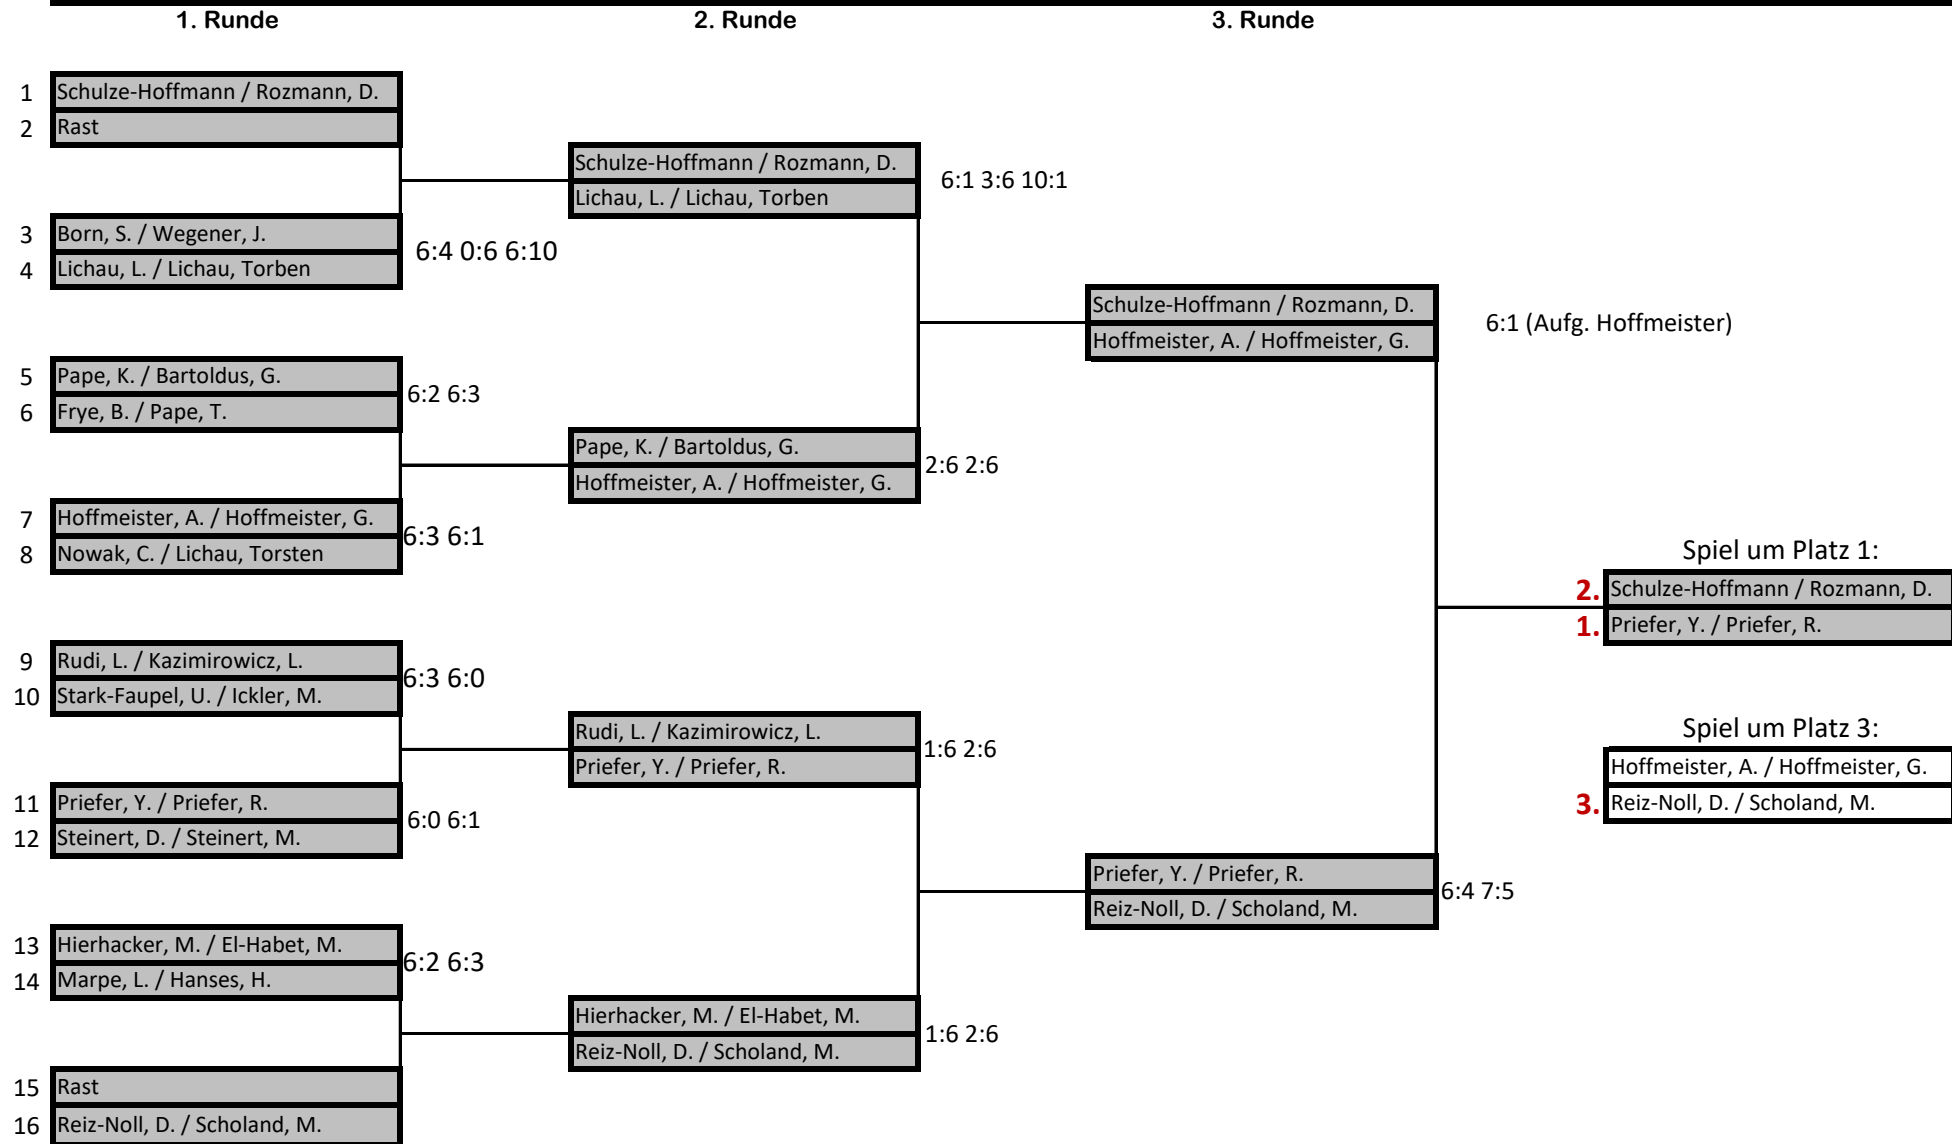 1. Runde
2. Runde
3. Runde
1 Schulze-Hoffmann / Rozmann, D.
2 Rast
Schulze-Hoffmann / Rozmann, D.
Lichau, L. / Lichau, Torben
6:1 3:6 10:1
3 Born, S. / Wegener, J.
4 Lichau, L. / Lichau, Torben
6:4 0:6 6:10
Schulze-Hoffmann / Rozmann, D.
Hoffmeister, A. / Hoffmeister, G.
6:1 (Aufg. Hoffmeister)
5 Pape, K. / Bartoldus, G.
6 Frye, B. / Pape, T.
6:2 6:3
Pape, K. / Bartoldus, G.
Hoffmeister, A. / Hoffmeister, G.
2:6 2:6
7 Hoffmeister, A. / Hoffmeister, G.
8 Nowak, C. / Lichau, Torsten
6:3 6:1
Spiel um Platz 1:
2. Schulze-Hoffmann / Rozmann, D.
1. Priefer, Y. / Priefer, R.
9 Rudi, L. / Kazimirowicz, L.
10 Stark-Faupel, U. / Ickler, M.
6:3 6:0
Rudi, L. / Kazimirowicz, L.
Priefer, Y. / Priefer, R.
1:6 2:6
Spiel um Platz 3:
Hoffmeister, A. / Hoffmeister, G.
3. Reiz-Noll, D. / Scholand, M.
11 Priefer, Y. / Priefer, R.
12 Steinert, D. / Steinert, M.
6:0 6:1
Priefer, Y. / Priefer, R.
Reiz-Noll, D. / Scholand, M.
6:4 7:5
13 Hierhacker, M. / El-Habet, M.
14 Marpe, L. / Hanses, H.
6:2 6:3
Hierhacker, M. / El-Habet, M.
Reiz-Noll, D. / Scholand, M.
1:6 2:6
15 Rast
16 Reiz-Noll, D. / Scholand, M.